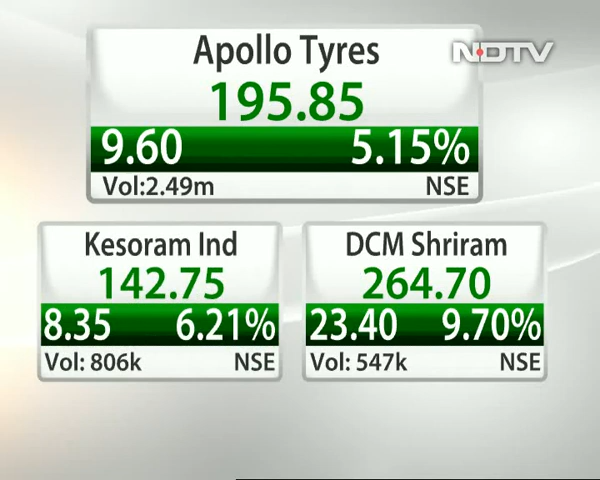 Apollo Tyres
NDTV
195.85
9.60 5.15%
Vol:2.49m NSE
Kesoram Ind
142.75
8.35 6.21%
Vol: 806k NSE
DCM Shriram
264.70
23.40 9.70%
Vol: 547k NSE